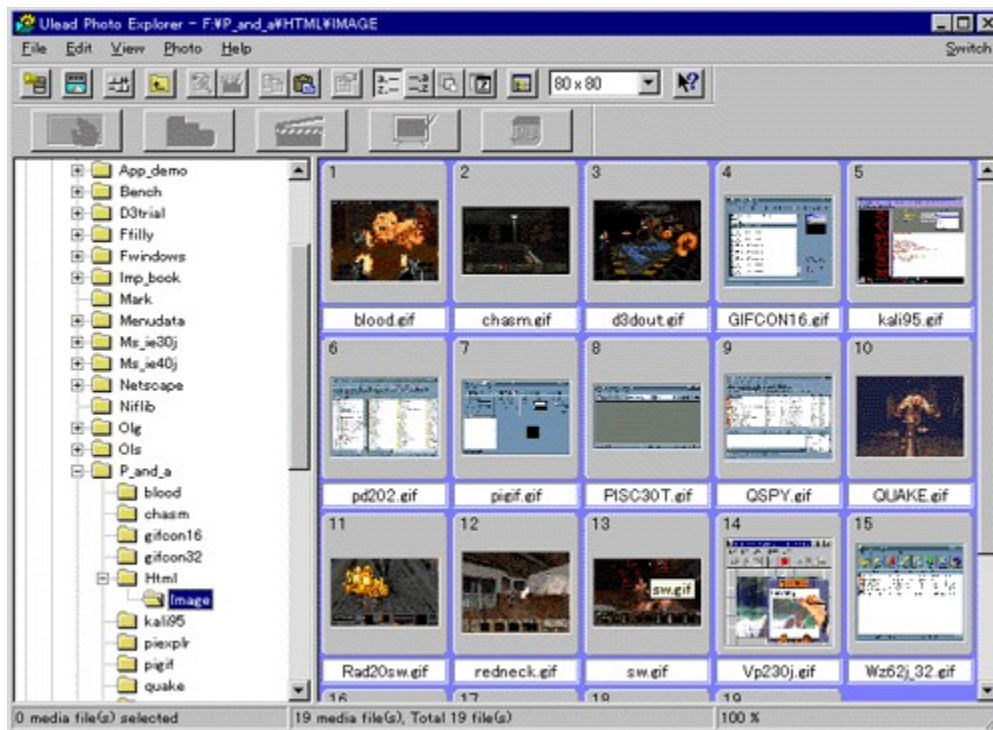 Ulead Photo Explorer - F:¥P_and_a¥HTML¥IMAGE
File Edit View Photo Help Switch
80 x 80
App_demo
Bench
D3trial
Ffilly
Fwindows
Imp_book
Mark
Menudata
Ms_ie30j
Ms_ie40j
Netscape
Niflib
Olg
Ols
P_and_a
blood
chasm
gifcon16
gifcon32
Html
Image
kali95
piexplr
pigif
quake
1 2 3 4 5
blood.gif chasm.gif d3dout.gif GIFCON16.gif kali95.gif
6 7 8 9 10
pd202.gif pigif.gif PISC30T.gif QSPY.gif QUAKE.gif
11 12 13 14 15
sw.gif
Rad20sw.gif redneck.gif sw.gif Vp230j.gif Wz62j_32.gif
16 17 18 19
0 media file(s) selected 19 media file(s), Total 19 file(s) 100 %